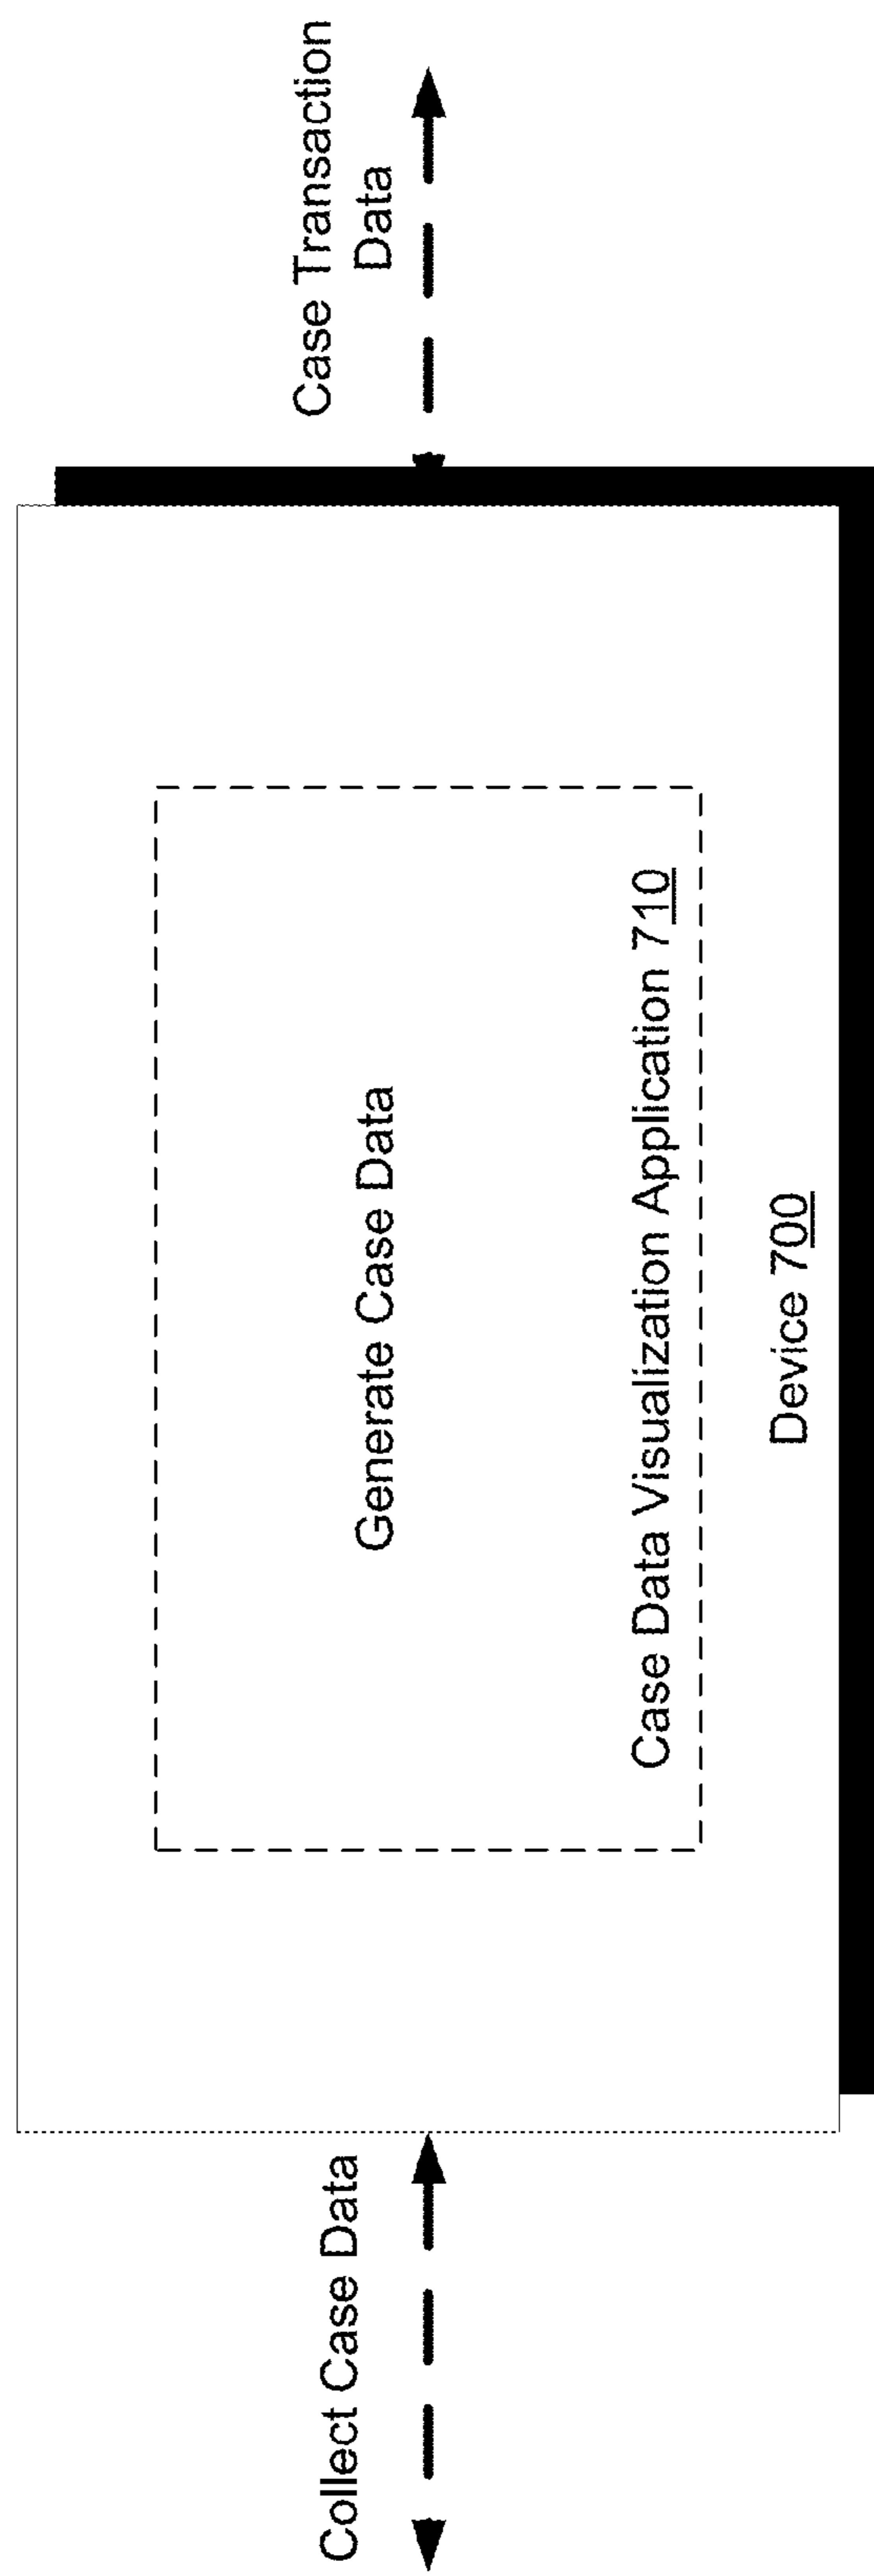 Collect Case Data
Generate Case Data
Case Data Visualization Application 710
Device 700
Case Transaction
Data